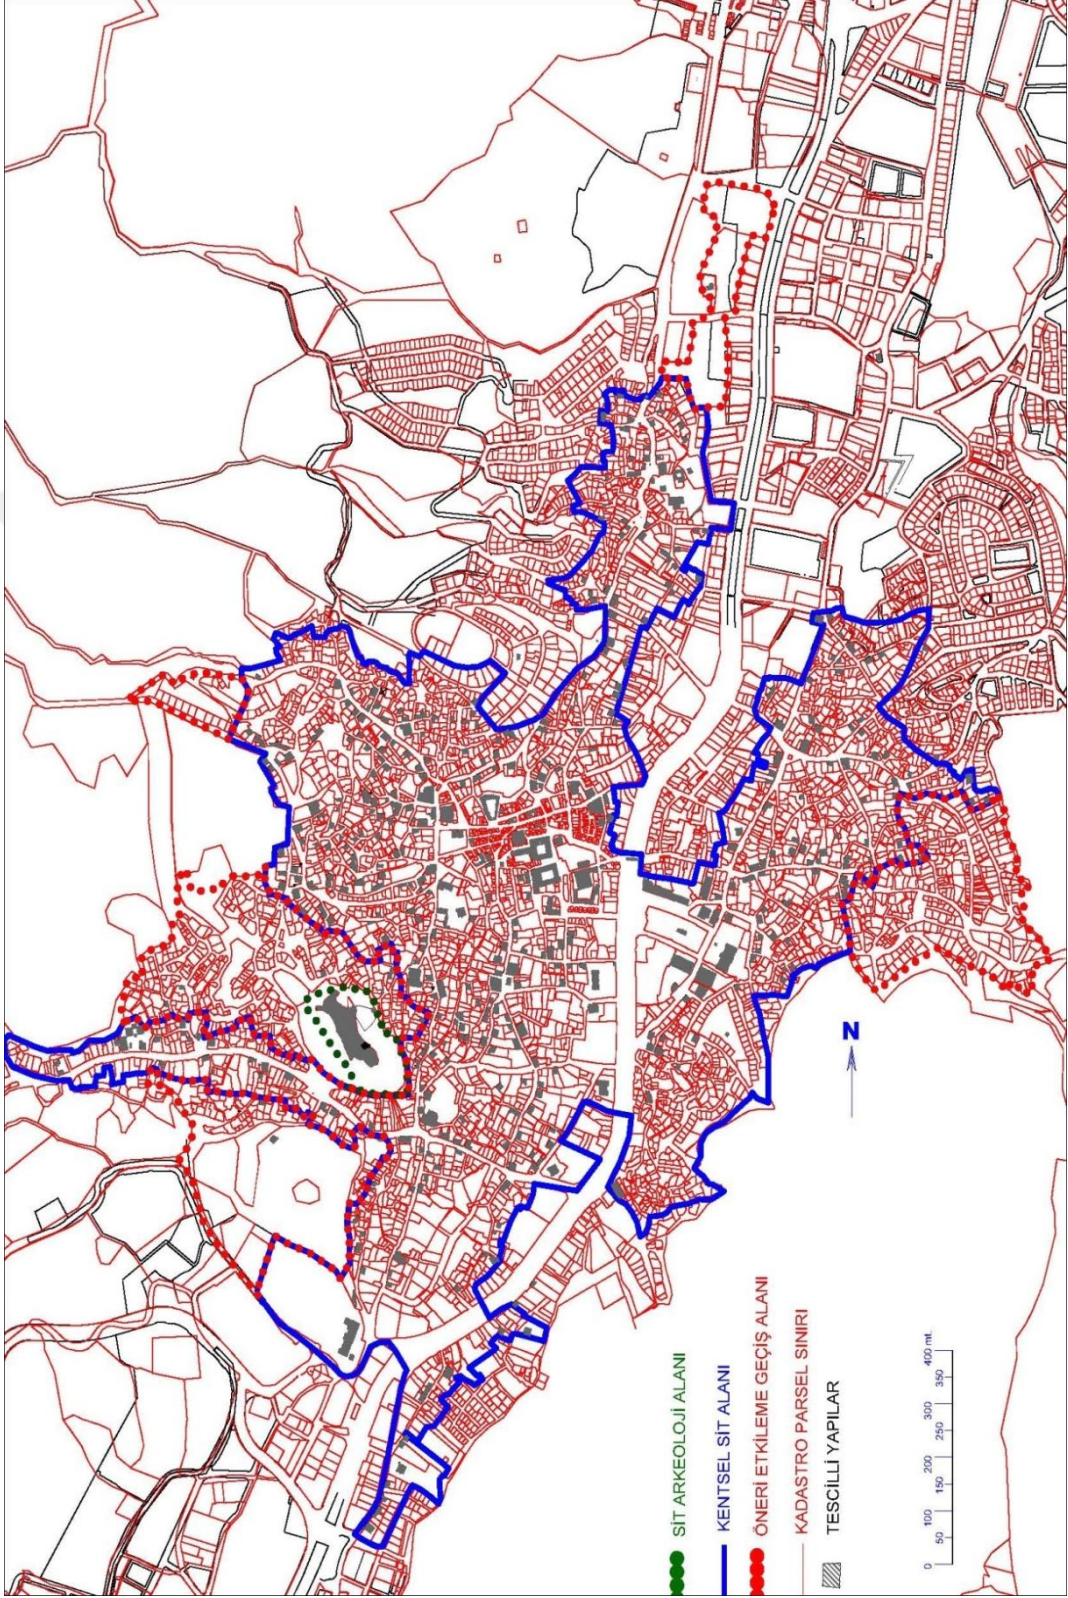 N
SİT ARKEOLOJİ ALANI
KENTSEL SİT ALANI
ÖNERİ ETKİLEME GEÇİŞ ALANI
KADASTRO PARSEL SINIRI
TESCİLLİ YAPILAR
0 50 100 150 200 250 300 350 400 mt.